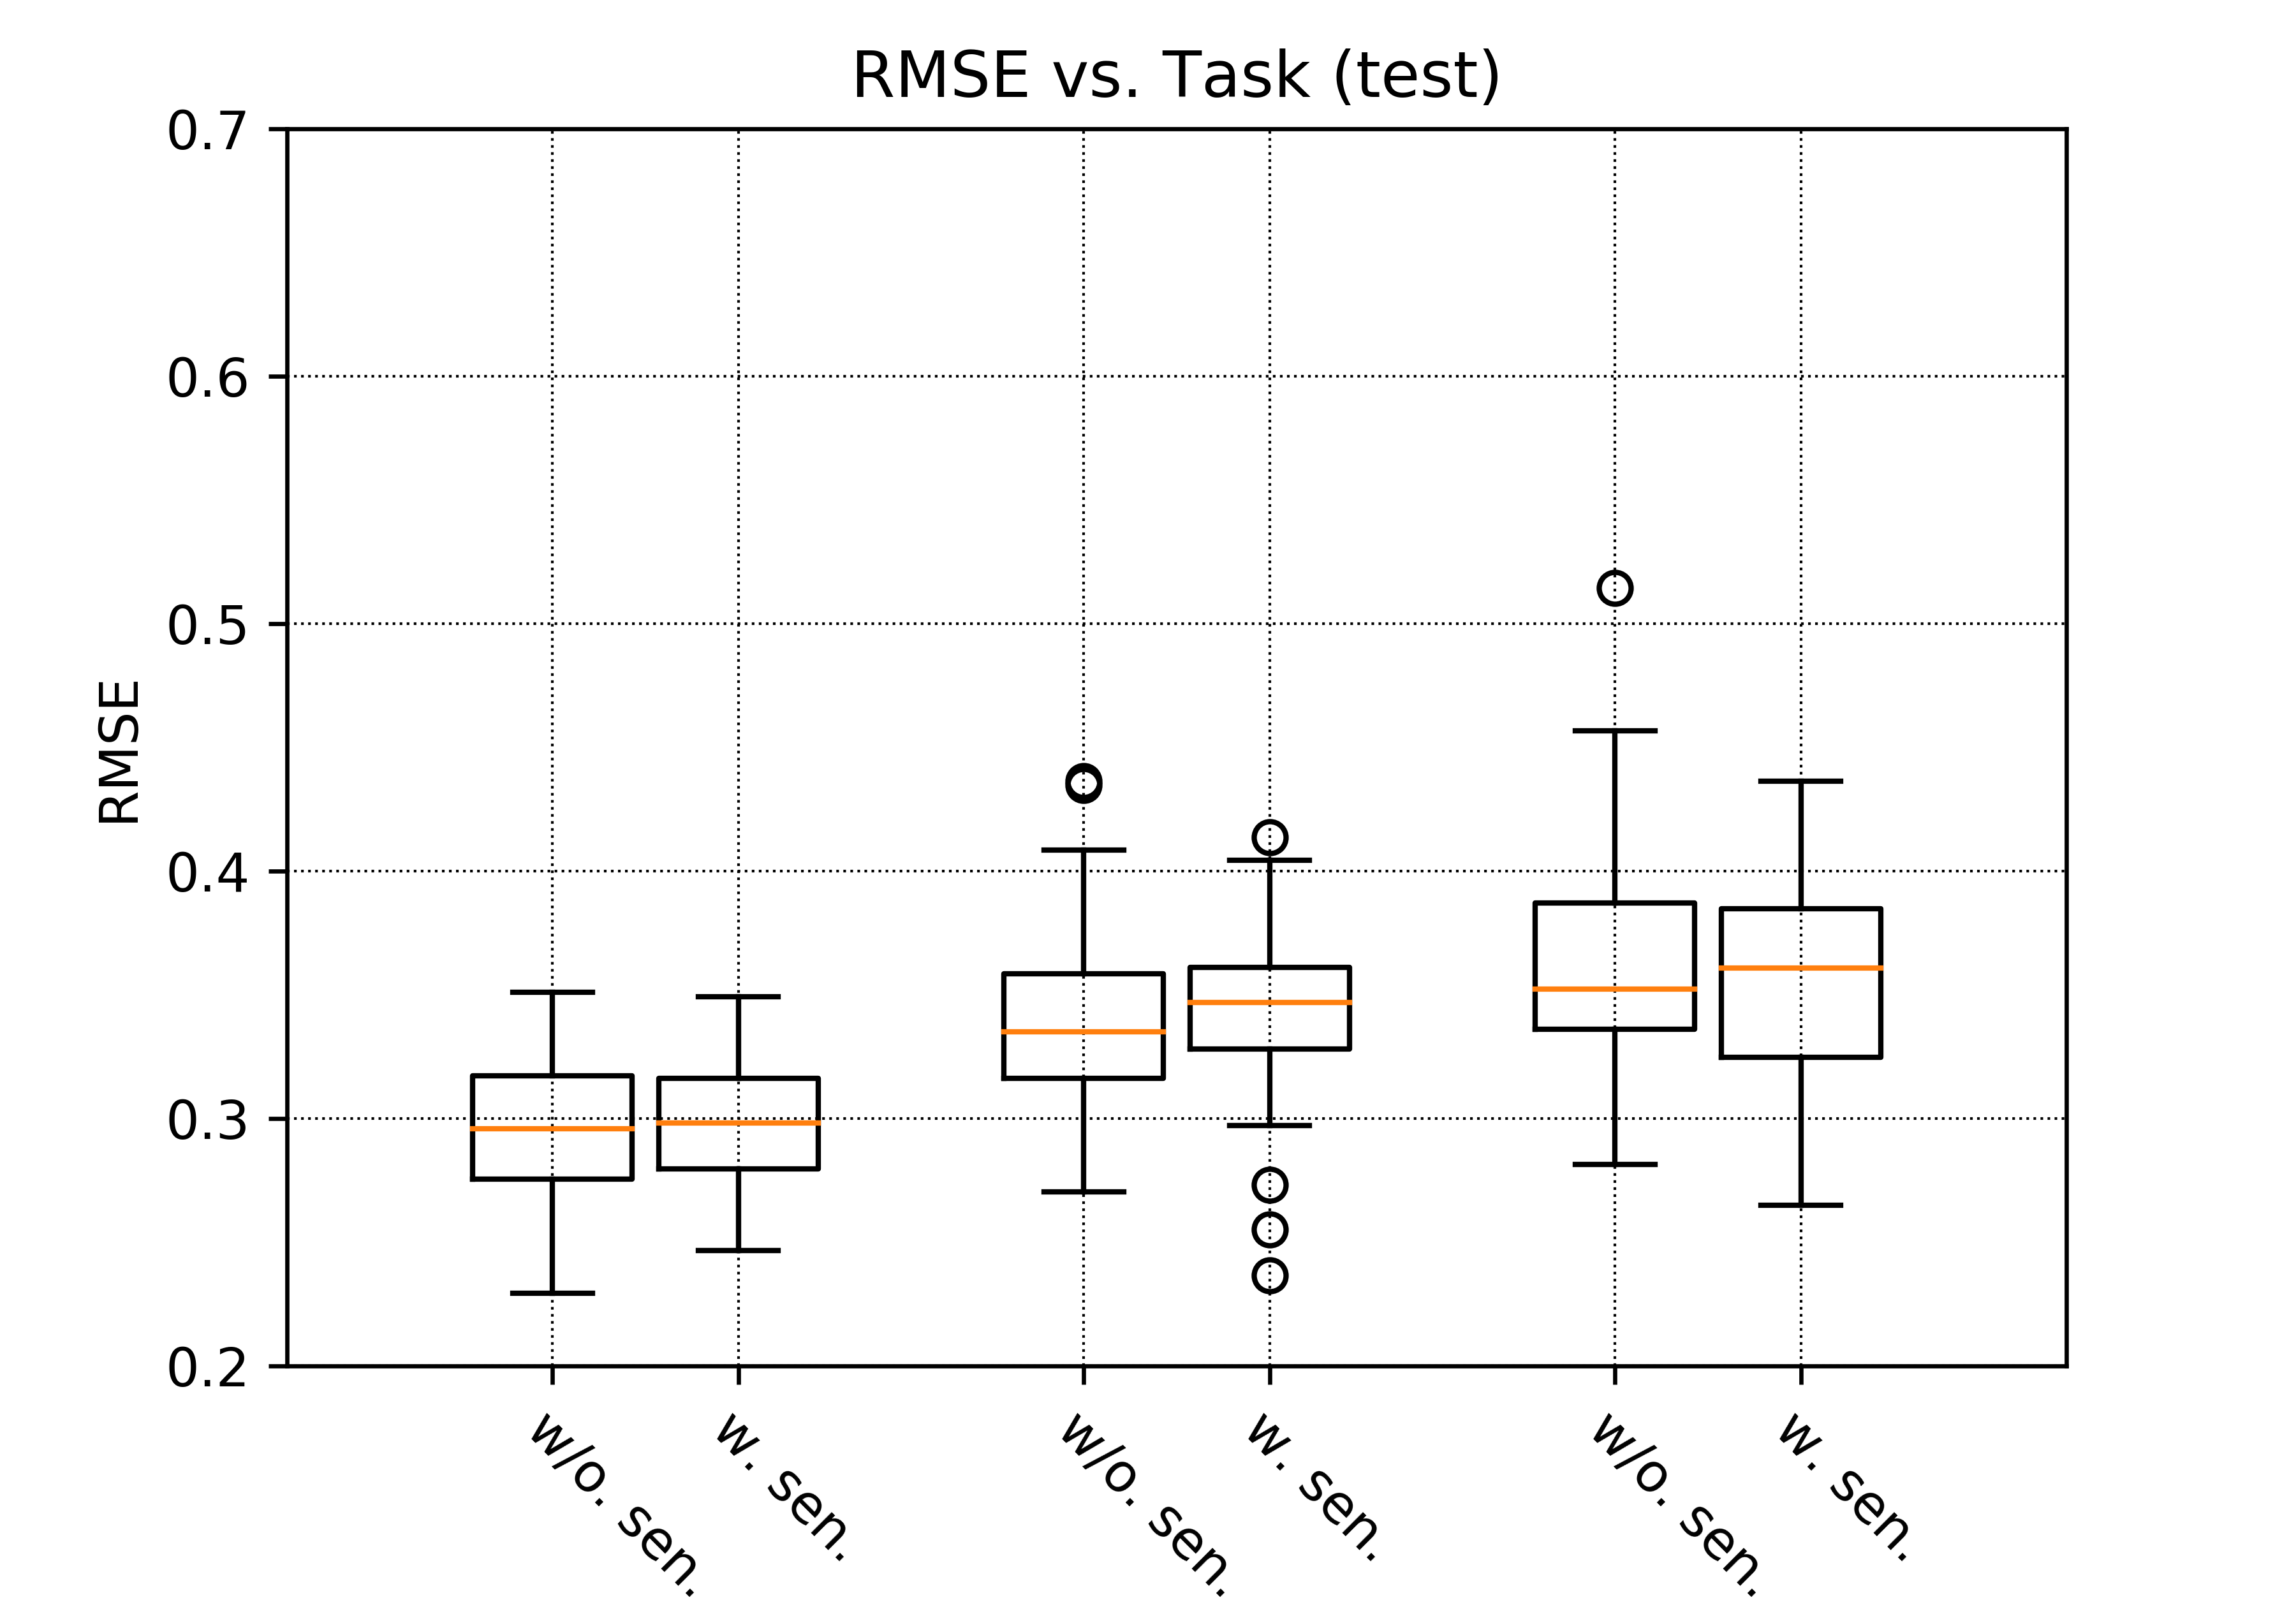 RMSE vs. Task (test)
0.7
0.6
0.5
0.4
0.3
0.2
RMSE
w/o. sen.
w. sen.
w/o. sen.
w. sen.
w/o. sen.
w. sen.